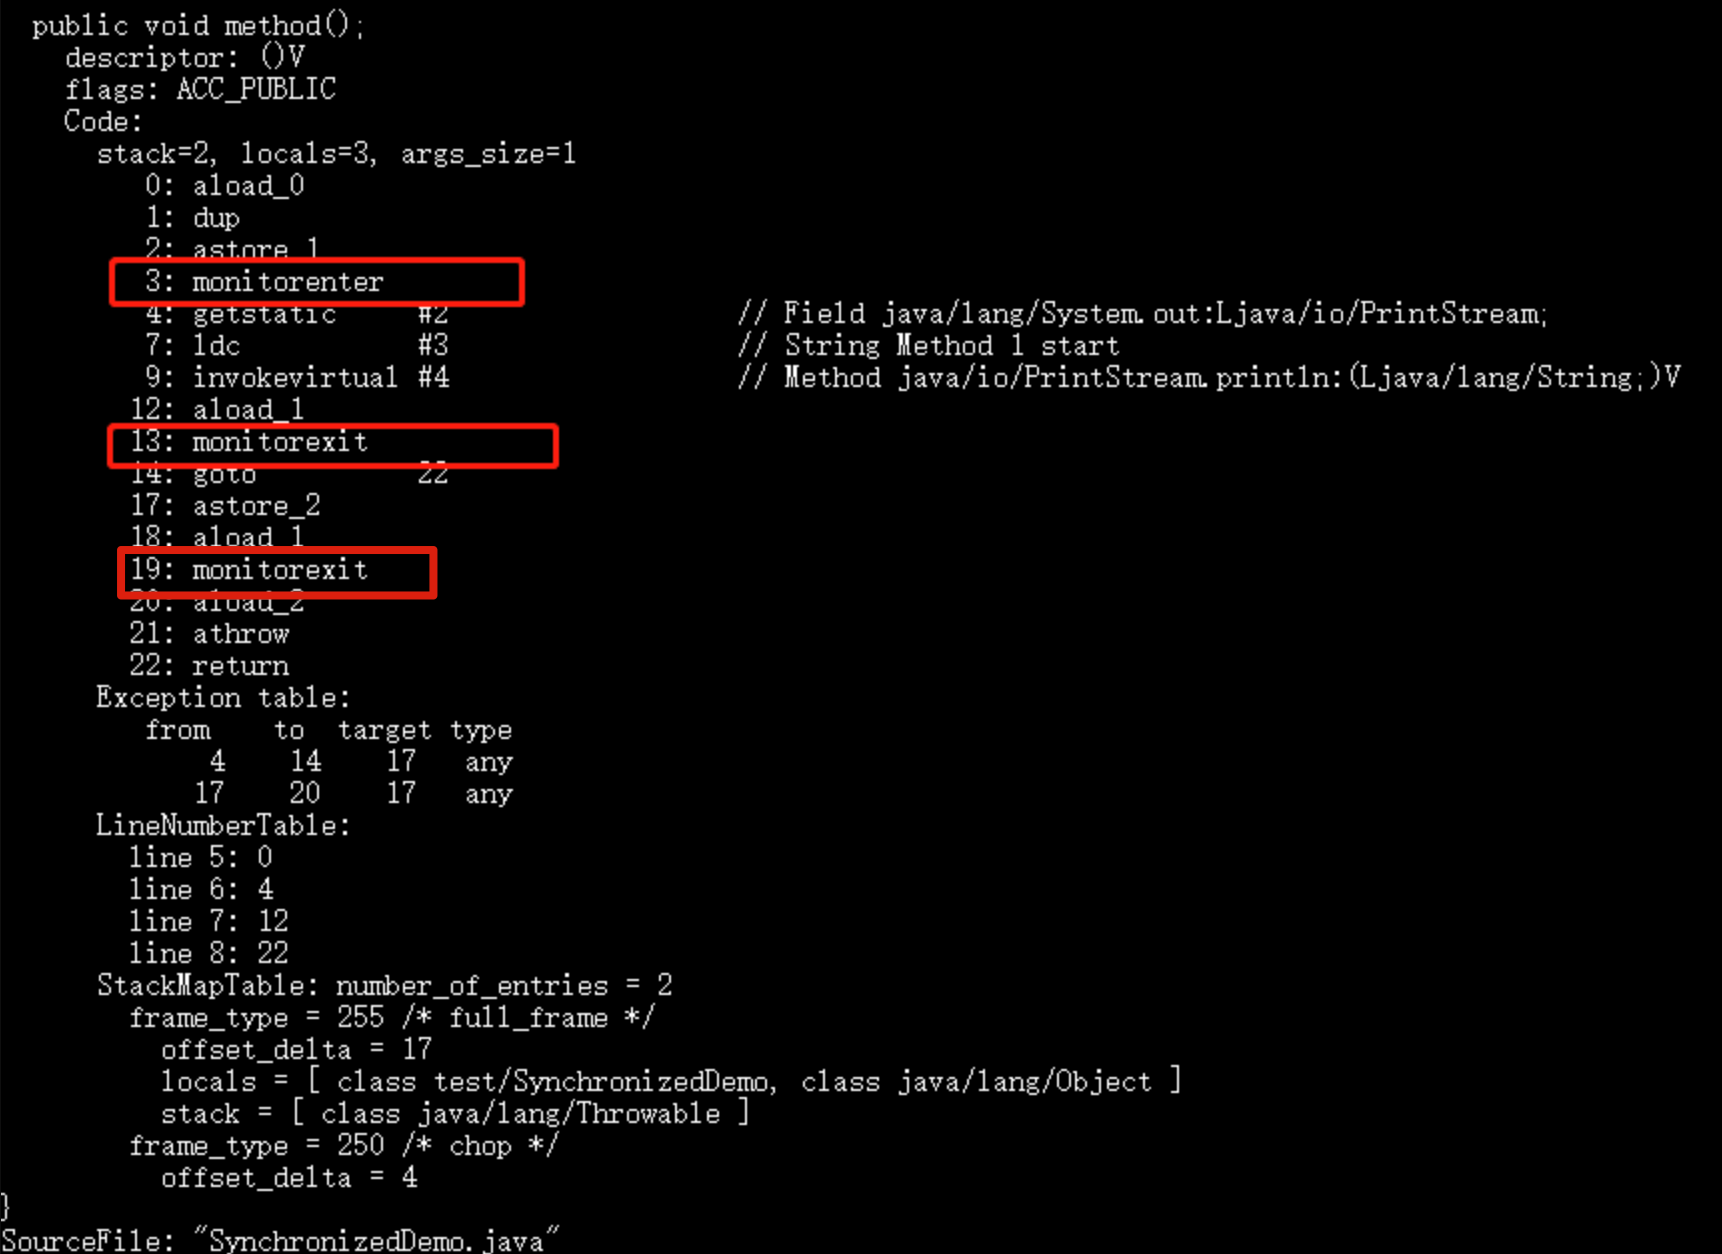 public void method();
descriptor: ()V
flags: ACC_PUBLIC
Code:
stack=2, locals=3, args_size=1
0: aload_0
1: dup
2: astore_1
3: monitorenter
4: getstatic #2 // Field java/lang/System.out:Ljava/io/PrintStream;
7: ldc #3 // String Method 1 start
9: invokevirtual #4 // Method java/io/PrintStream.println:(Ljava/lang/String;)V
12: aload_1
13: monitorexit
14: goto 22
17: astore_2
18: aload_1
19: monitorexit
20: aload_2
21: athrow
22: return
Exception table:
from to target type
4 14 17 any
17 20 17 any
LineNumberTable:
line 5: 0
line 6: 4
line 7: 12
line 8: 22
StackMapTable: number_of_entries = 2
frame_type = 255 /* full_frame */
offset_delta = 17
locals = [ class test/SynchronizedDemo, class java/lang/Object ]
stack = [ class java/lang/Throwable ]
frame_type = 250 /* chop */
offset_delta = 4
}
SourceFile: "SynchronizedDemo.java"